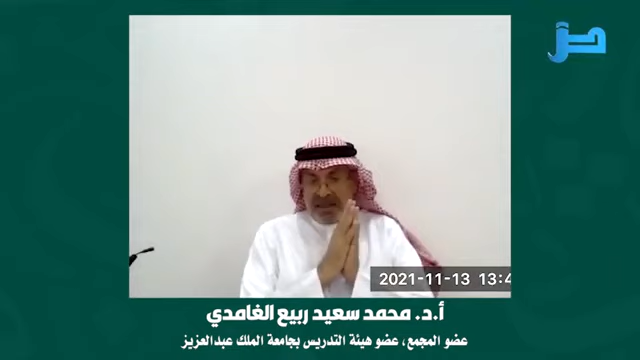 2021-11-13 13:4
أ.د. محمد سعيد ربيع الغامدي
عضو المجمع، عضو هيئة التدريس بجامعة الملك عبدالعزيز